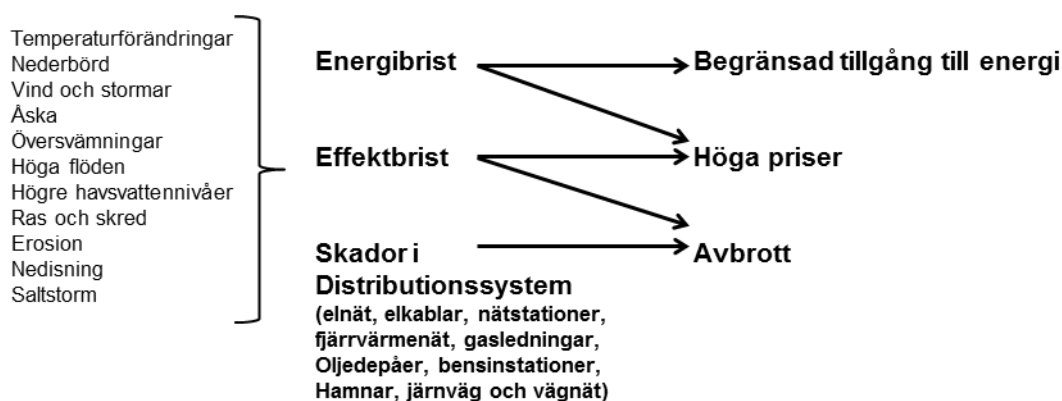 Temperaturförändringar
Nederbörd
Vind och stormar
Åska
Översvämningar
Höga flöden
Högre havsvattennivåer
Ras och skred
Erosion
Nedisning
Saltstorm
Energibrist
Effektbrist
Skador i
Distributionssystem
(elnät, elkablar, nätstationer,
fjärrvärmenät, gasledningar,
Oljedepåer, bensinstationer,
Hamnar, järnväg och vägnät)
Begränsad tillgång till energi
Höga priser
Avbrott